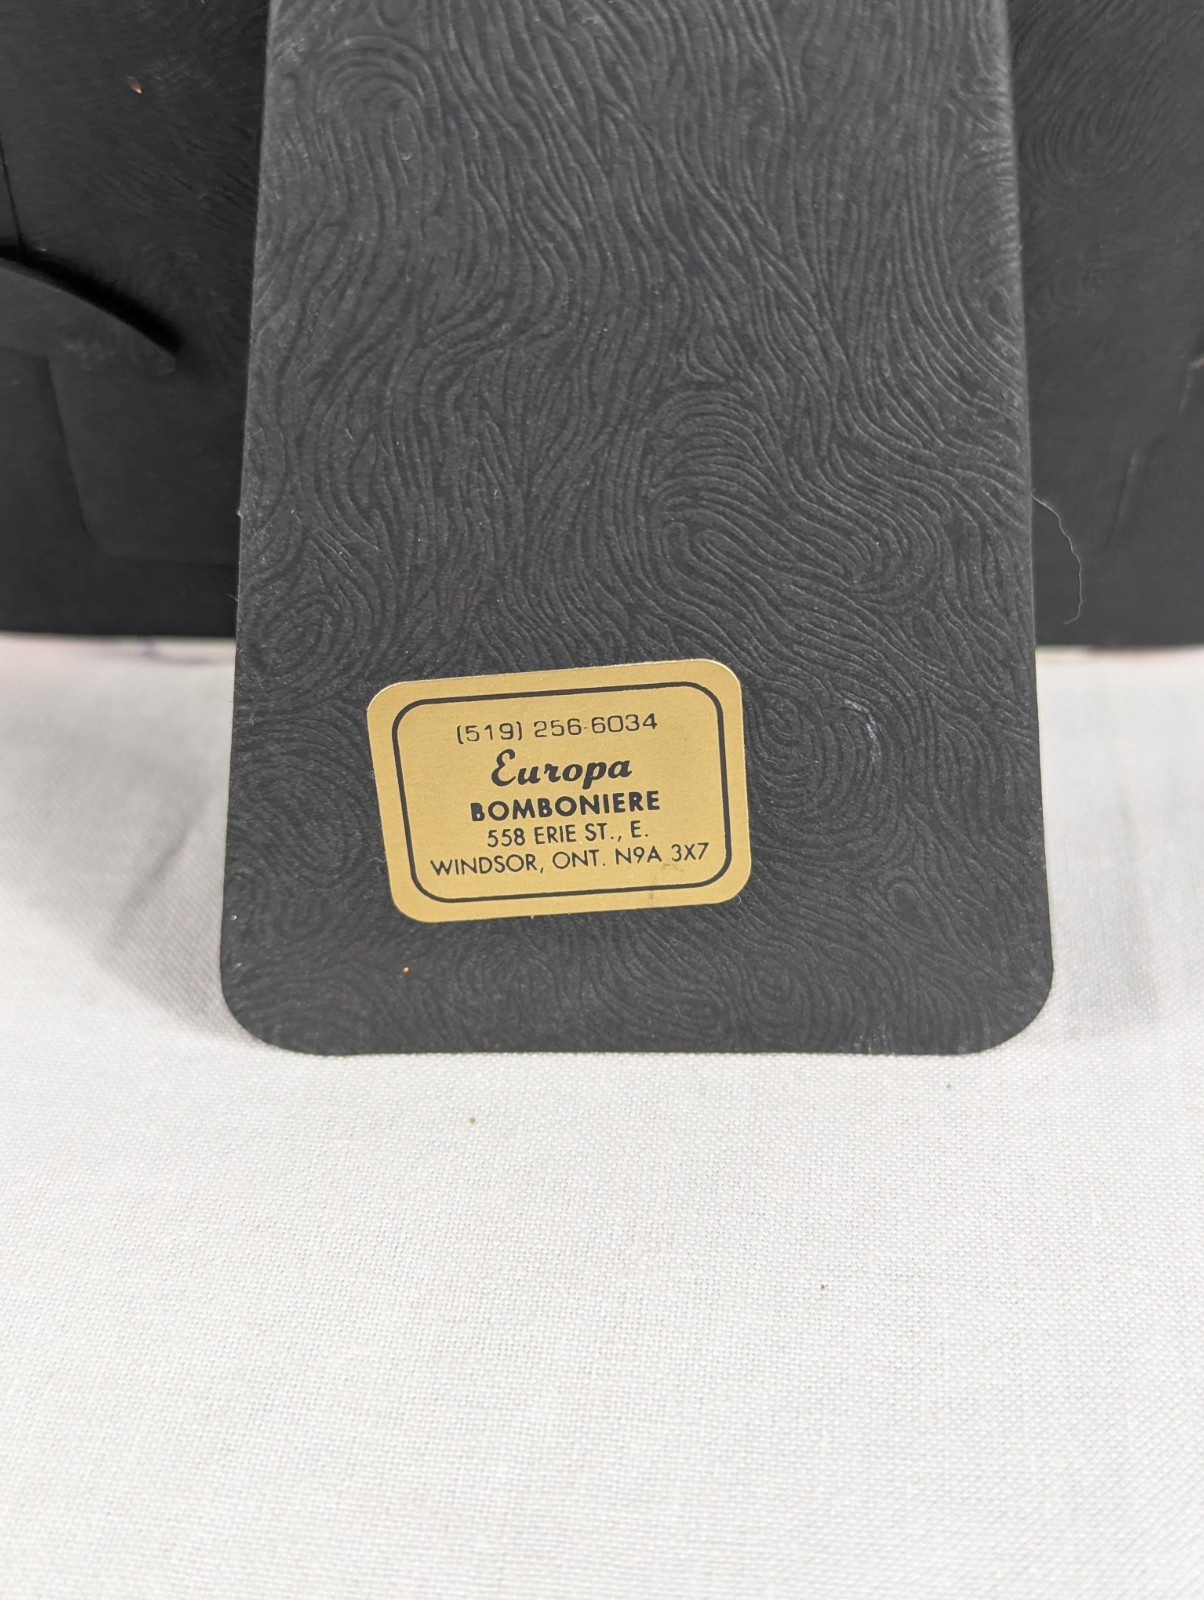 (519) 256-6034
Europa
BOMBONIERE
558 ERIE ST., E.
WINDSOR, ONT. N9A 3X7